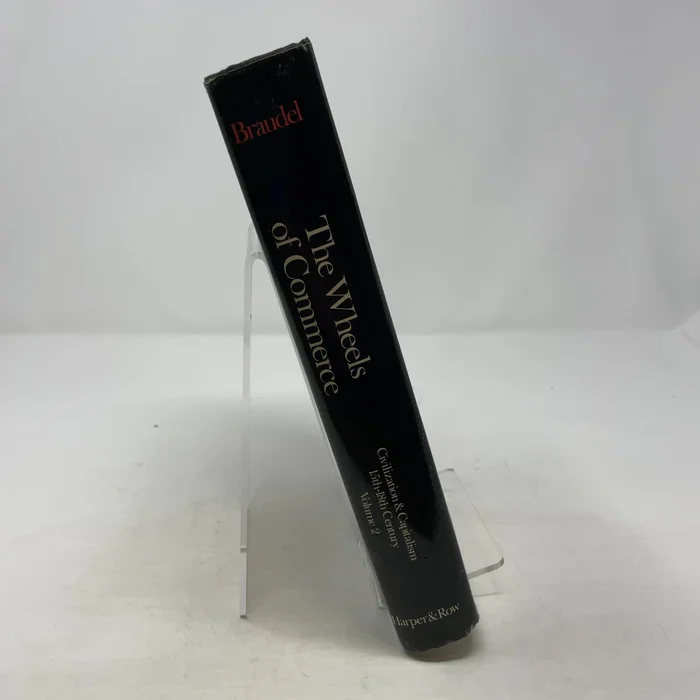 Braudel
The Wheels
of Commerce
Civilization & Capitalism
15th-18th Century
Volume 2
Harper & Row